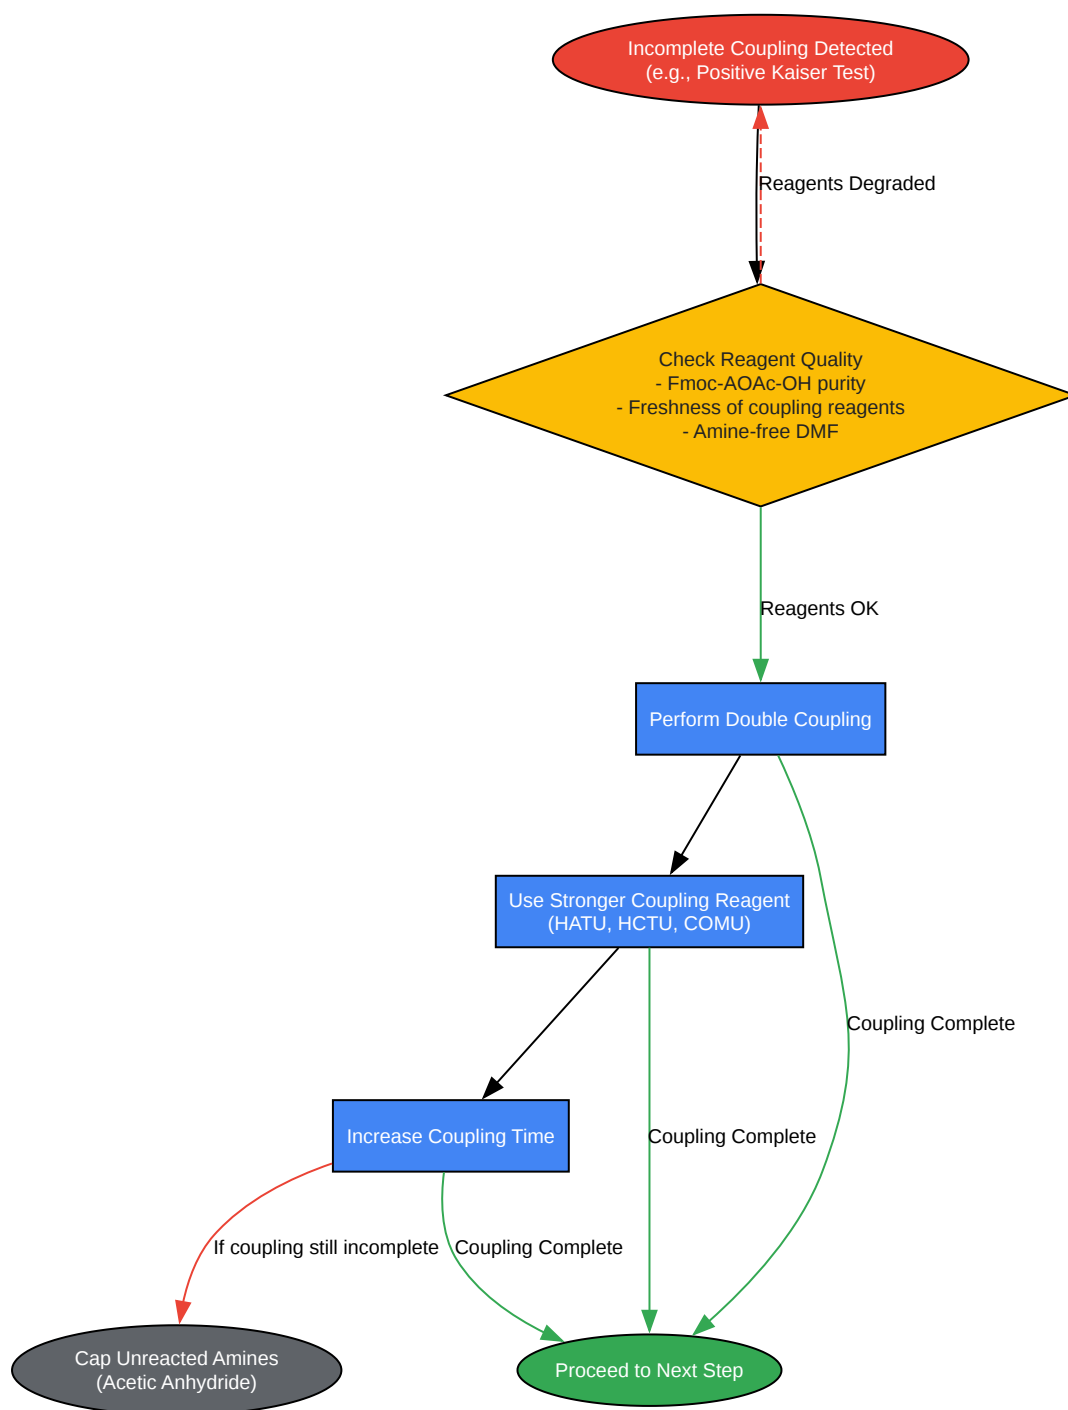 Incomplete Coupling Detected
(e.g., Positive Kaiser Test)
Reagents Degraded
Check Reagent Quality
- Fmoc-AOAc-OH purity
- Freshness of coupling reagents
- Amine-free DMF
Reagents OK
Perform Double Coupling
Use Stronger Coupling Reagent
(HATU, HCTU, COMU)
Coupling Complete
Increase Coupling Time
Coupling Complete
If coupling still incomplete
Coupling Complete
Cap Unreacted Amines
(Acetic Anhydride)
Proceed to Next Step